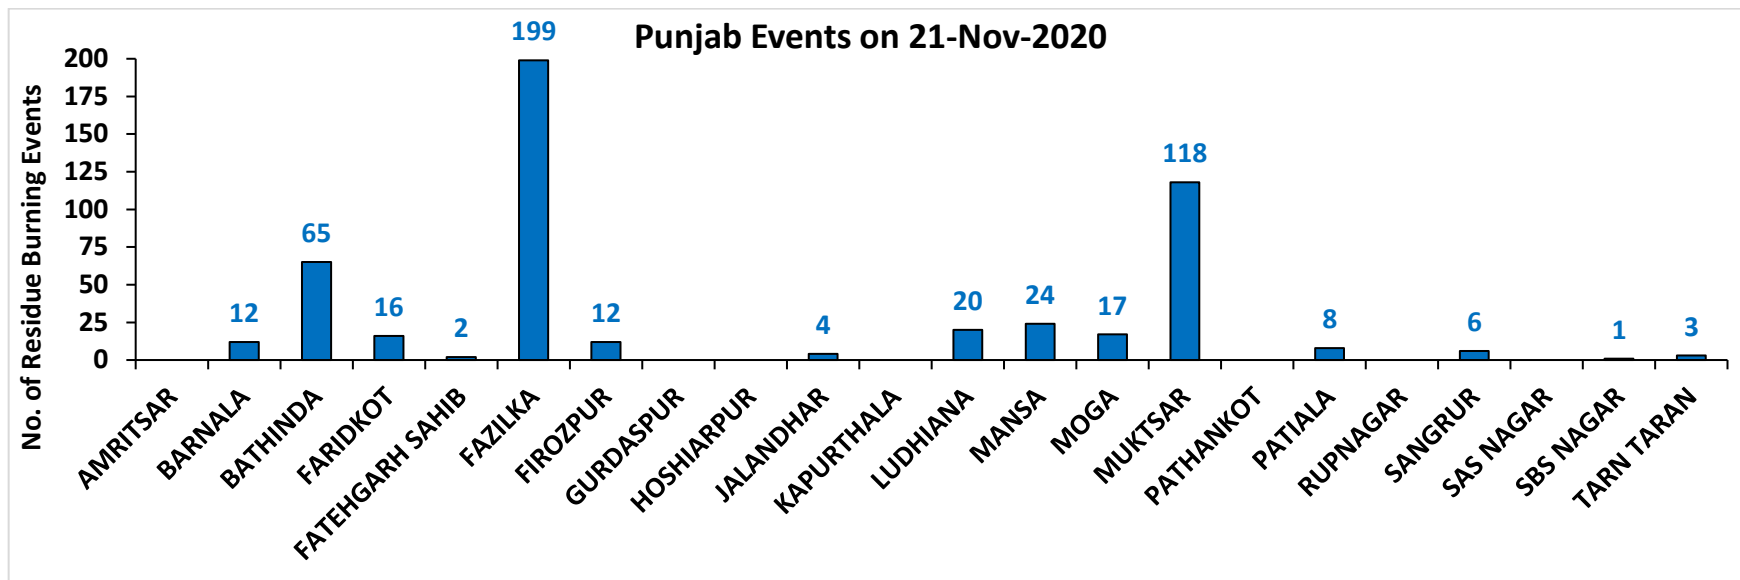 Punjab Events on 21-Nov-2020
No. of Residue Burning Events
200
175
150
125
100
75
50
25
0
12
65
16
2
199
12
4
20
24
17
118
8
6
1
3
AMRITSAR
BARNALA
BATHINDA
FARIDKOT
FATEHGARH SAHIB
FAZILKA
FIROZPUR
GURDASPUR
HOSHIARPUR
JALANDHAR
KAPURTHALA
LUDHIANA
MANSA
MOGA
MUKTSAR
PATHANKOT
PATIALA
RUPNAGAR
SANGRUR
SAS NAGAR
SBS NAGAR
TARN TARAN